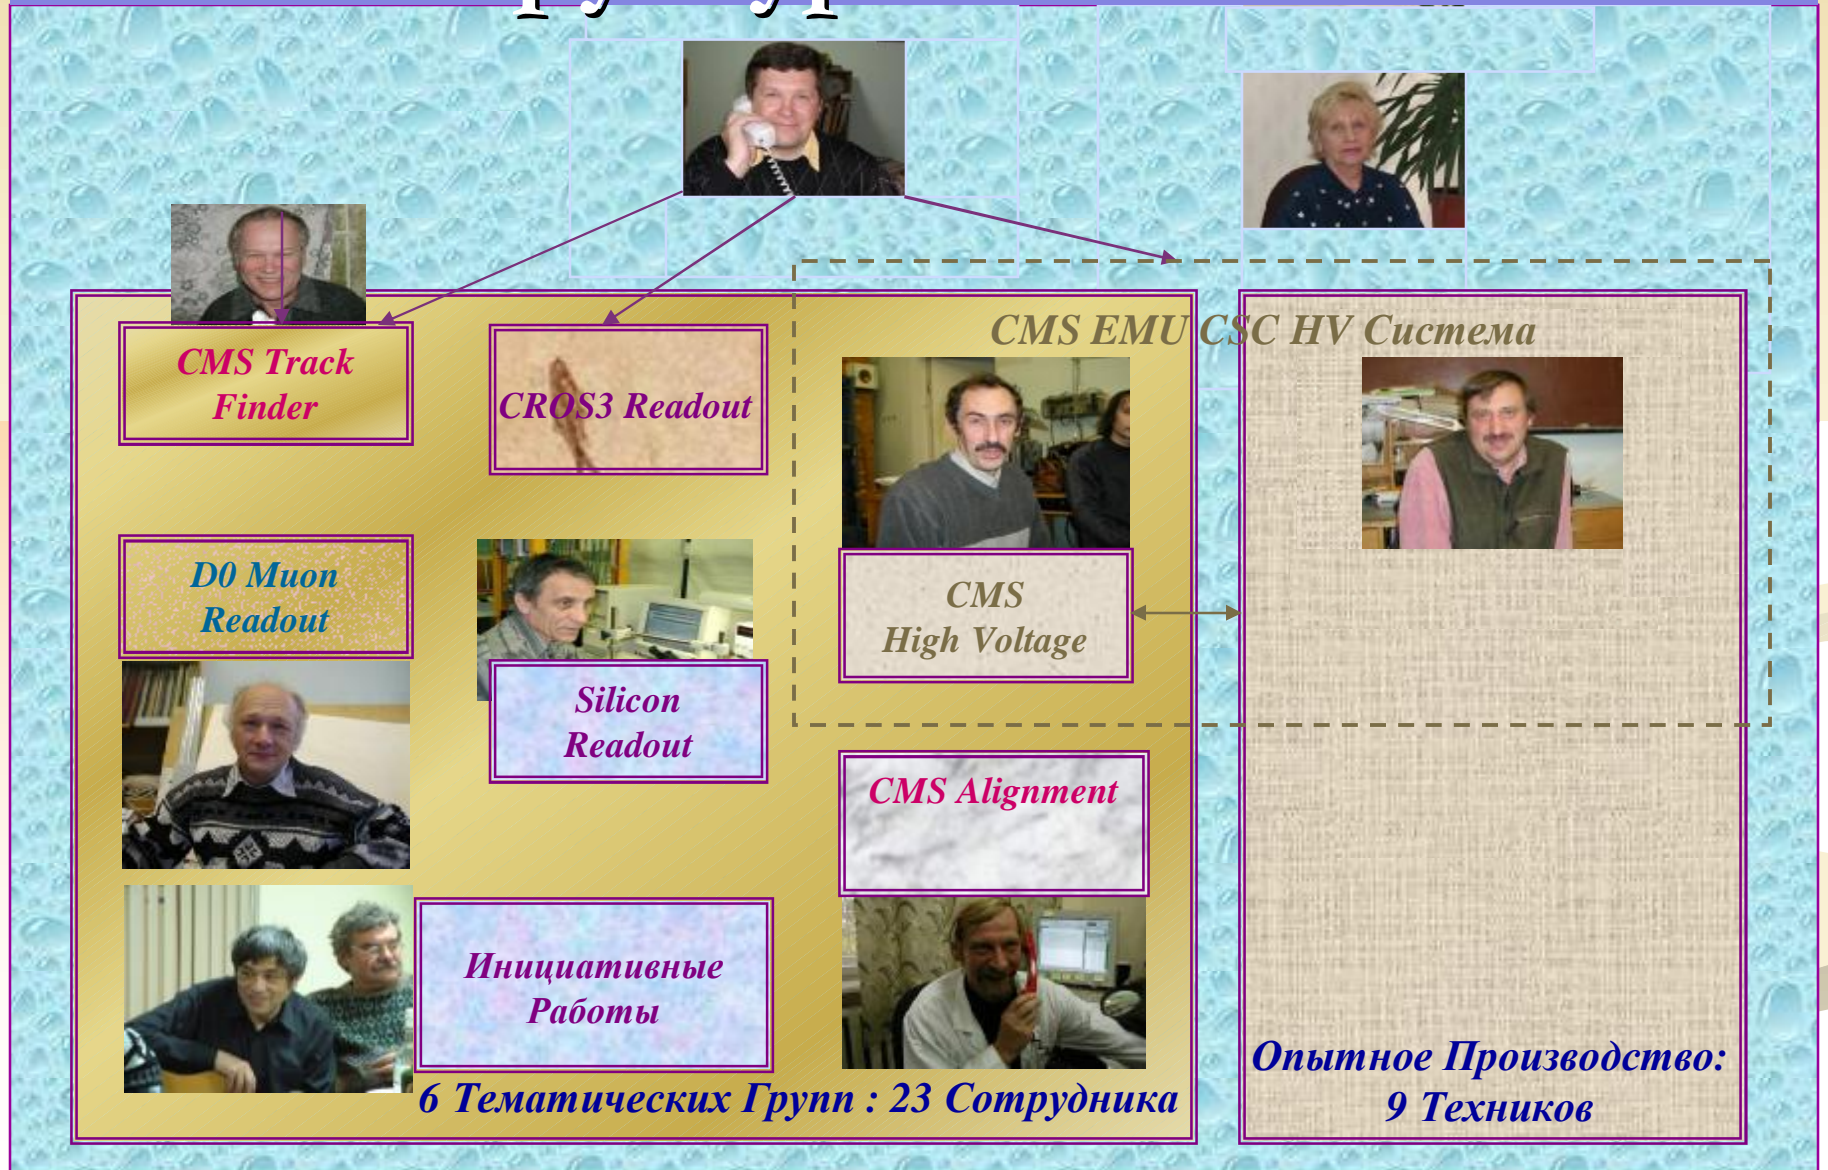 CMS EMU CSC HV Система
CMS Track
Finder
CROS3 Readout
D0 Muon
Readout
CMS
High Voltage
Silicon
Readout
CMS Alignment
Инициативные
Работы
6 Тематических Групп : 23 Сотрудника
Опытное Производство:
9 Техников